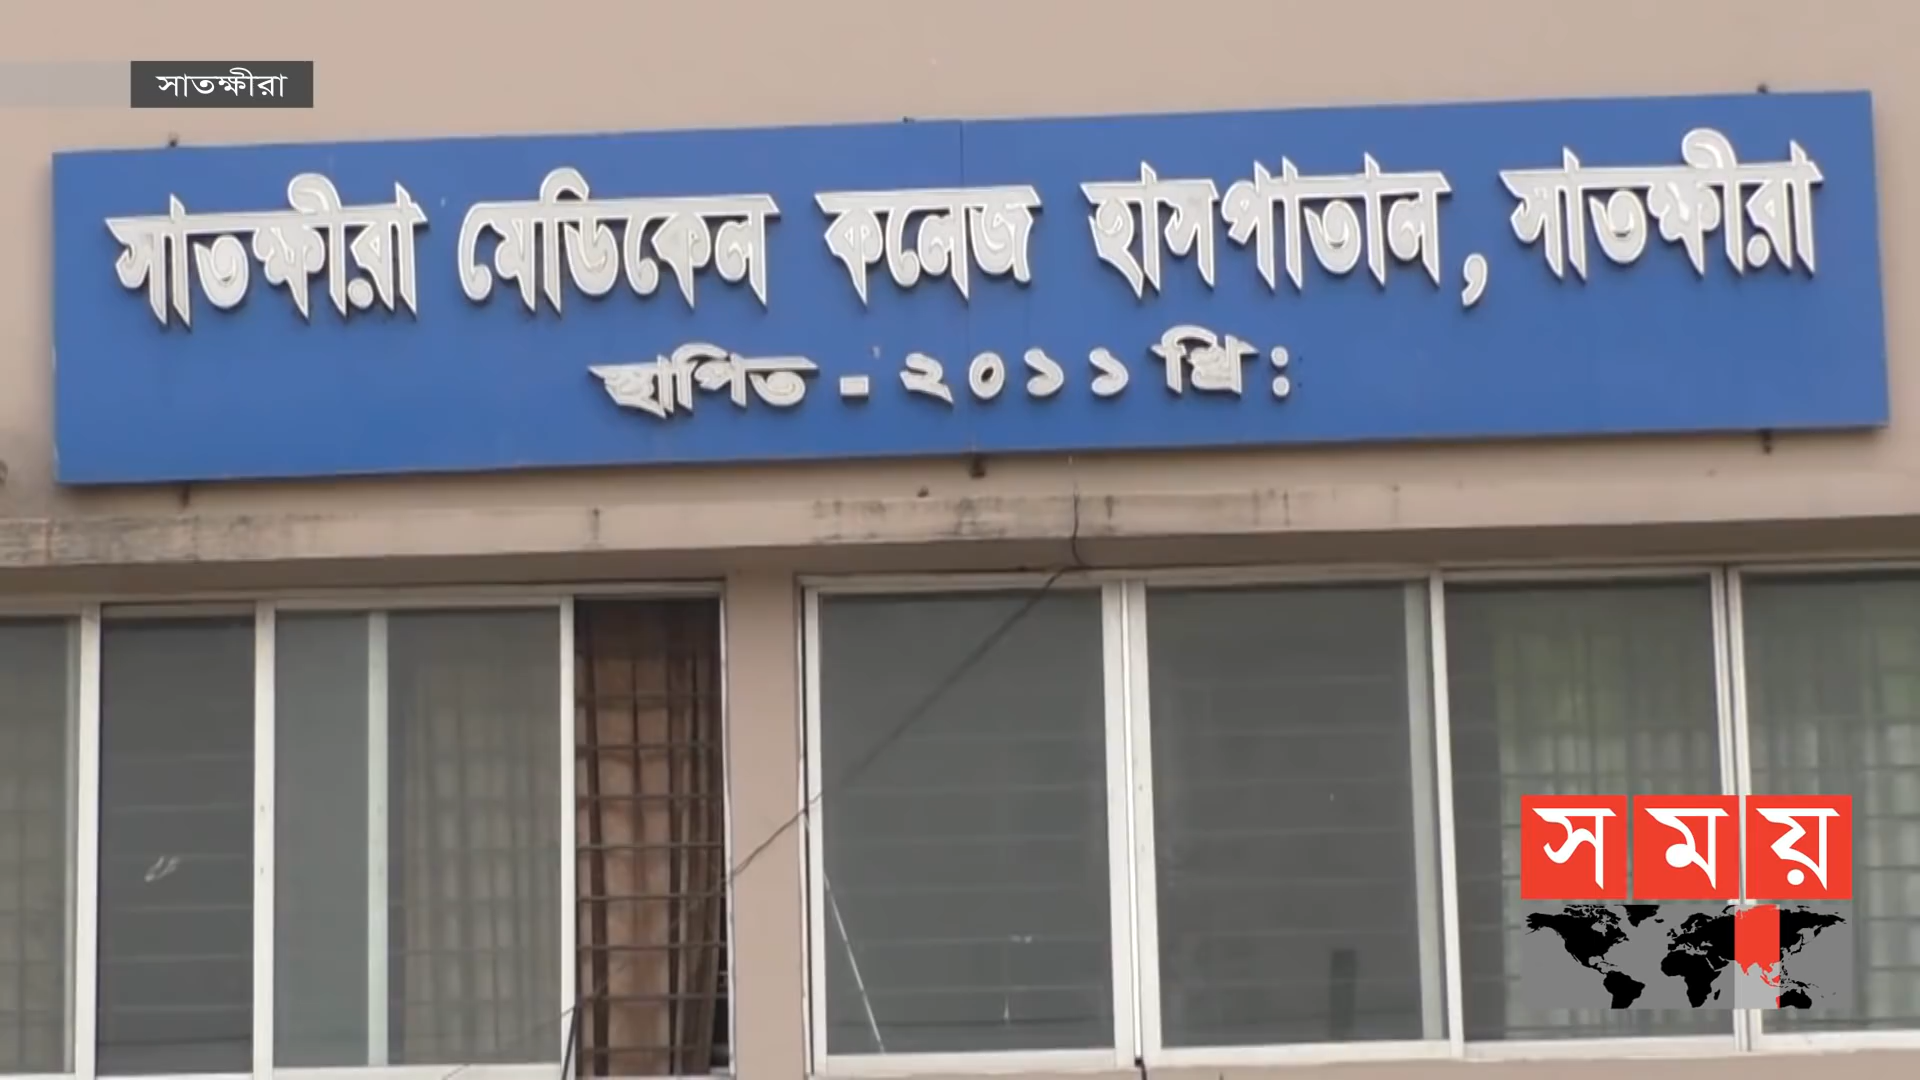 সাতক্ষীরা
সাতক্ষীরা মেডিকেল কলেজ হাসপাতাল, সাতক্ষীরা
স্থাপিত - ২০১১ খ্রি :
সময়